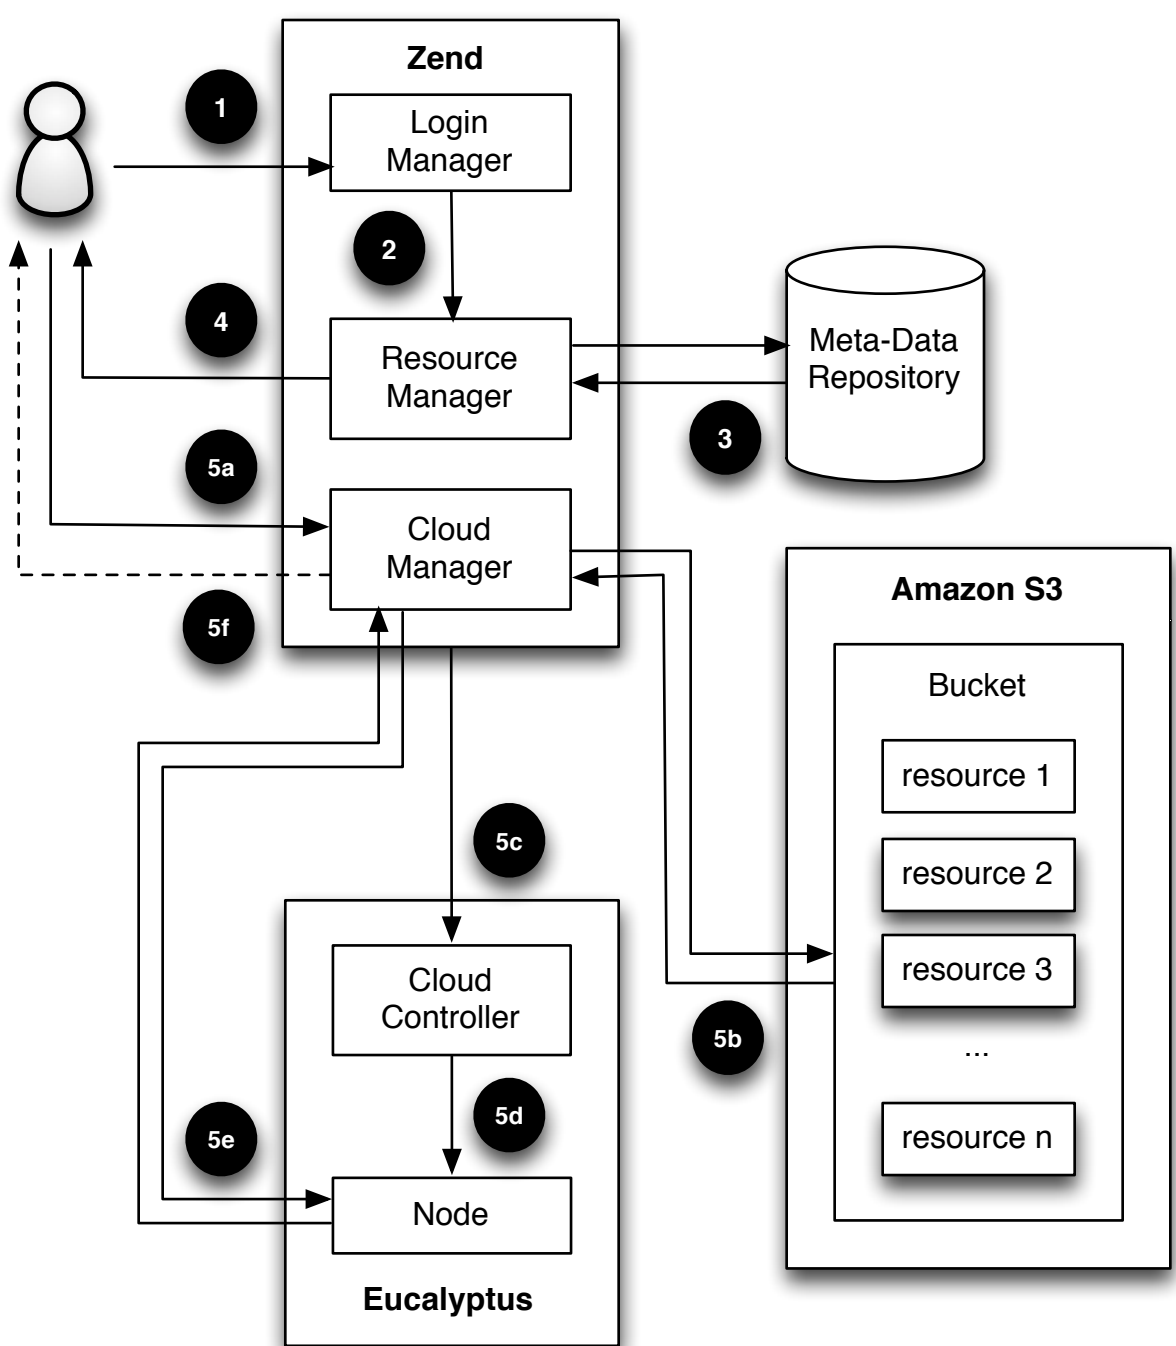 Zend
1
Login
Manager
2
4
Resource
Manager
Meta-Data
Repository
3
5a
Cloud
Manager
5f
Amazon S3
Bucket
resource 1
resource 2
resource 3
...
resource n
5c
Cloud
Controller
5b
5d
5e
Node
Eucalyptus